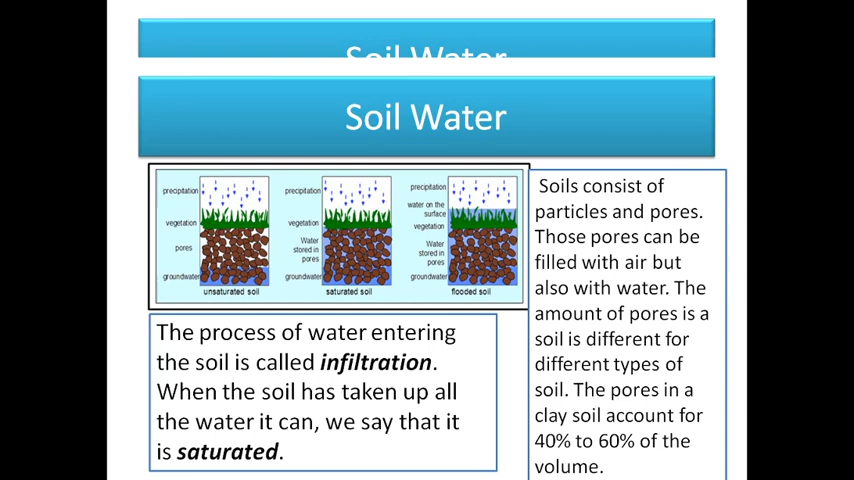 Soil Water
Soil Water
precipitation
vegetation
pores
groundwater
unsaturated soil
precipitation
vegetation
Water
stored in
pores
groundwater
saturated soil
precipitation
water on the
surface
vegetation
Water
stored in
pores
groundwater
flooded soil
The process of water entering
the soil is called infiltration.
When the soil has taken up all
the water it can, we say that it
is saturated.
Soils consist of
particles and pores.
Those pores can be
filled with air but
also with water. The
amount of pores is a
soil is different for
different types of
soil. The pores in a
clay soil account for
40% to 60% of the
volume.